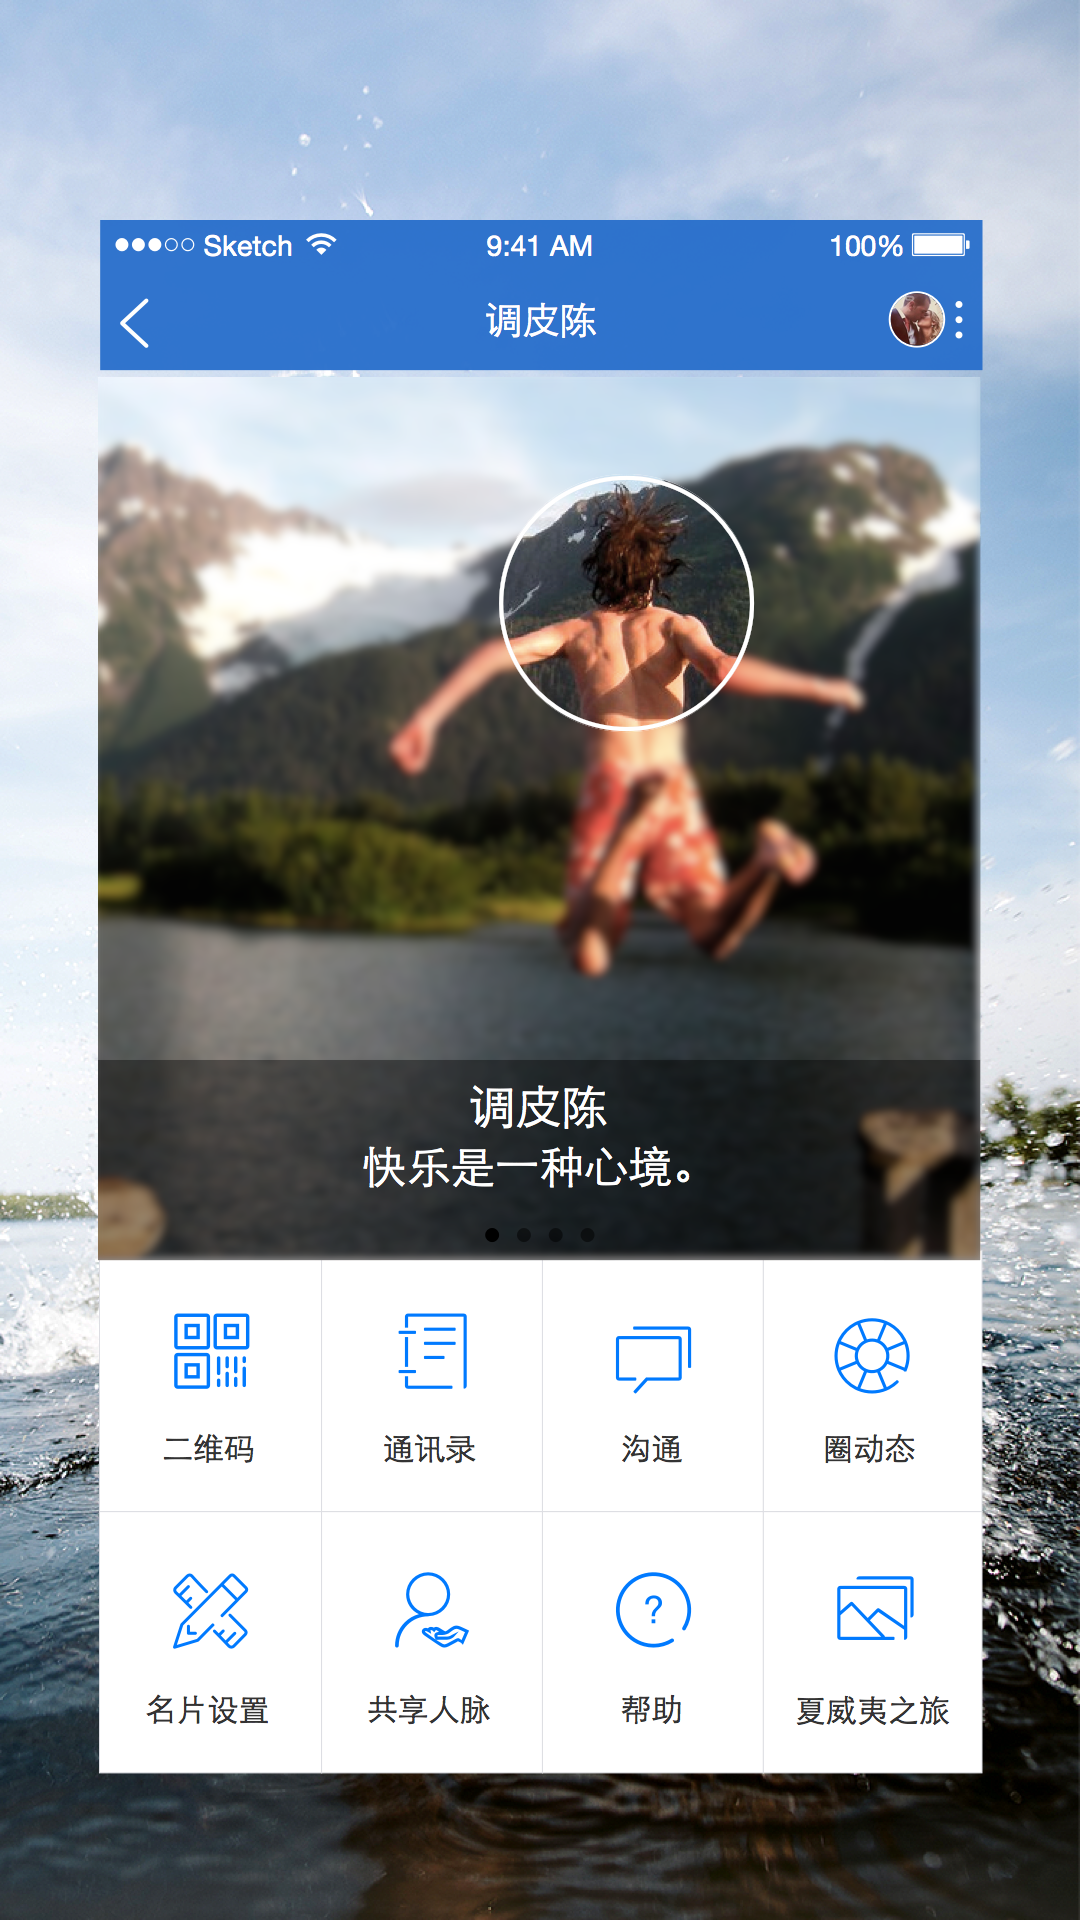 Sketch 9:41 AM 100%
调皮陈
调皮陈
快乐是一种心境。
二维码 通讯录 沟通 圈动态
?
名片设置 共享人脉 帮助 夏威夷之旅